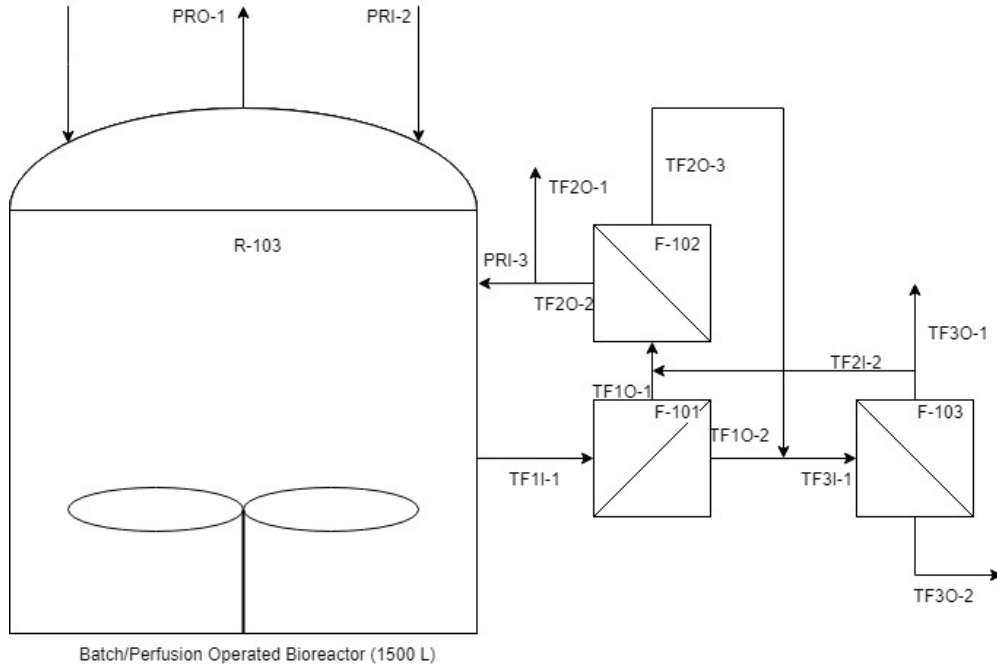 PRO-1
PRI-2
TF2O-3
TF2O-1
R-103
F-102
PRI-3
TF2O-2
TF3O-1
TF2I-2
TF1O-1
F-101
F-103
TF1O-2
TF1I-1
TF3I-1
TF3O-2
Batch/Perfusion Operated Bioreactor (1500 L)